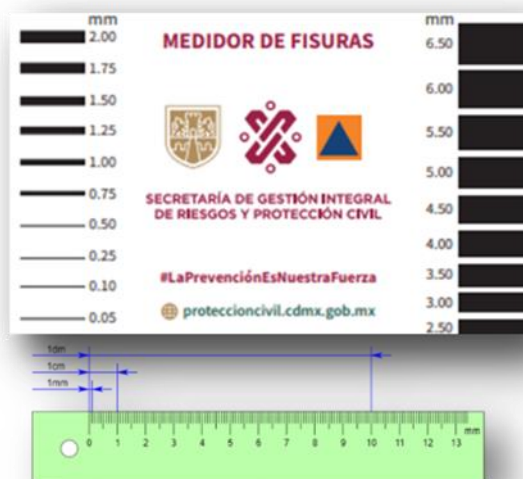 mm
2.00
1.75
1.50
1.25
1.00
0.75
0.50
0.25
0.10
0.05
MEDIDOR DE FISURAS
SECRETARÍA DE GESTIÓN INTEGRAL
DE RIESGOS Y PROTECCIÓN CIVIL
#LaPrevenciónEsNuestraFuerza
proteccioncivil.cdmx.gob.mx
mm
6.50
6.00
5.50
5.00
4.50
4.00
3.50
3.00
2.50
1dm
1cm
1mm
0 1 2 3 4 5 6 7 8 9 10 11 12 13 mm